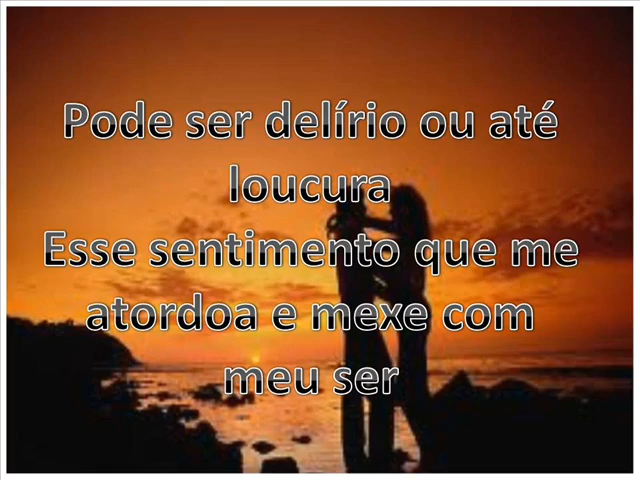 Pode ser delírio ou até
loucura
Esse sentimento que me
atordoa e mexe com
meu ser